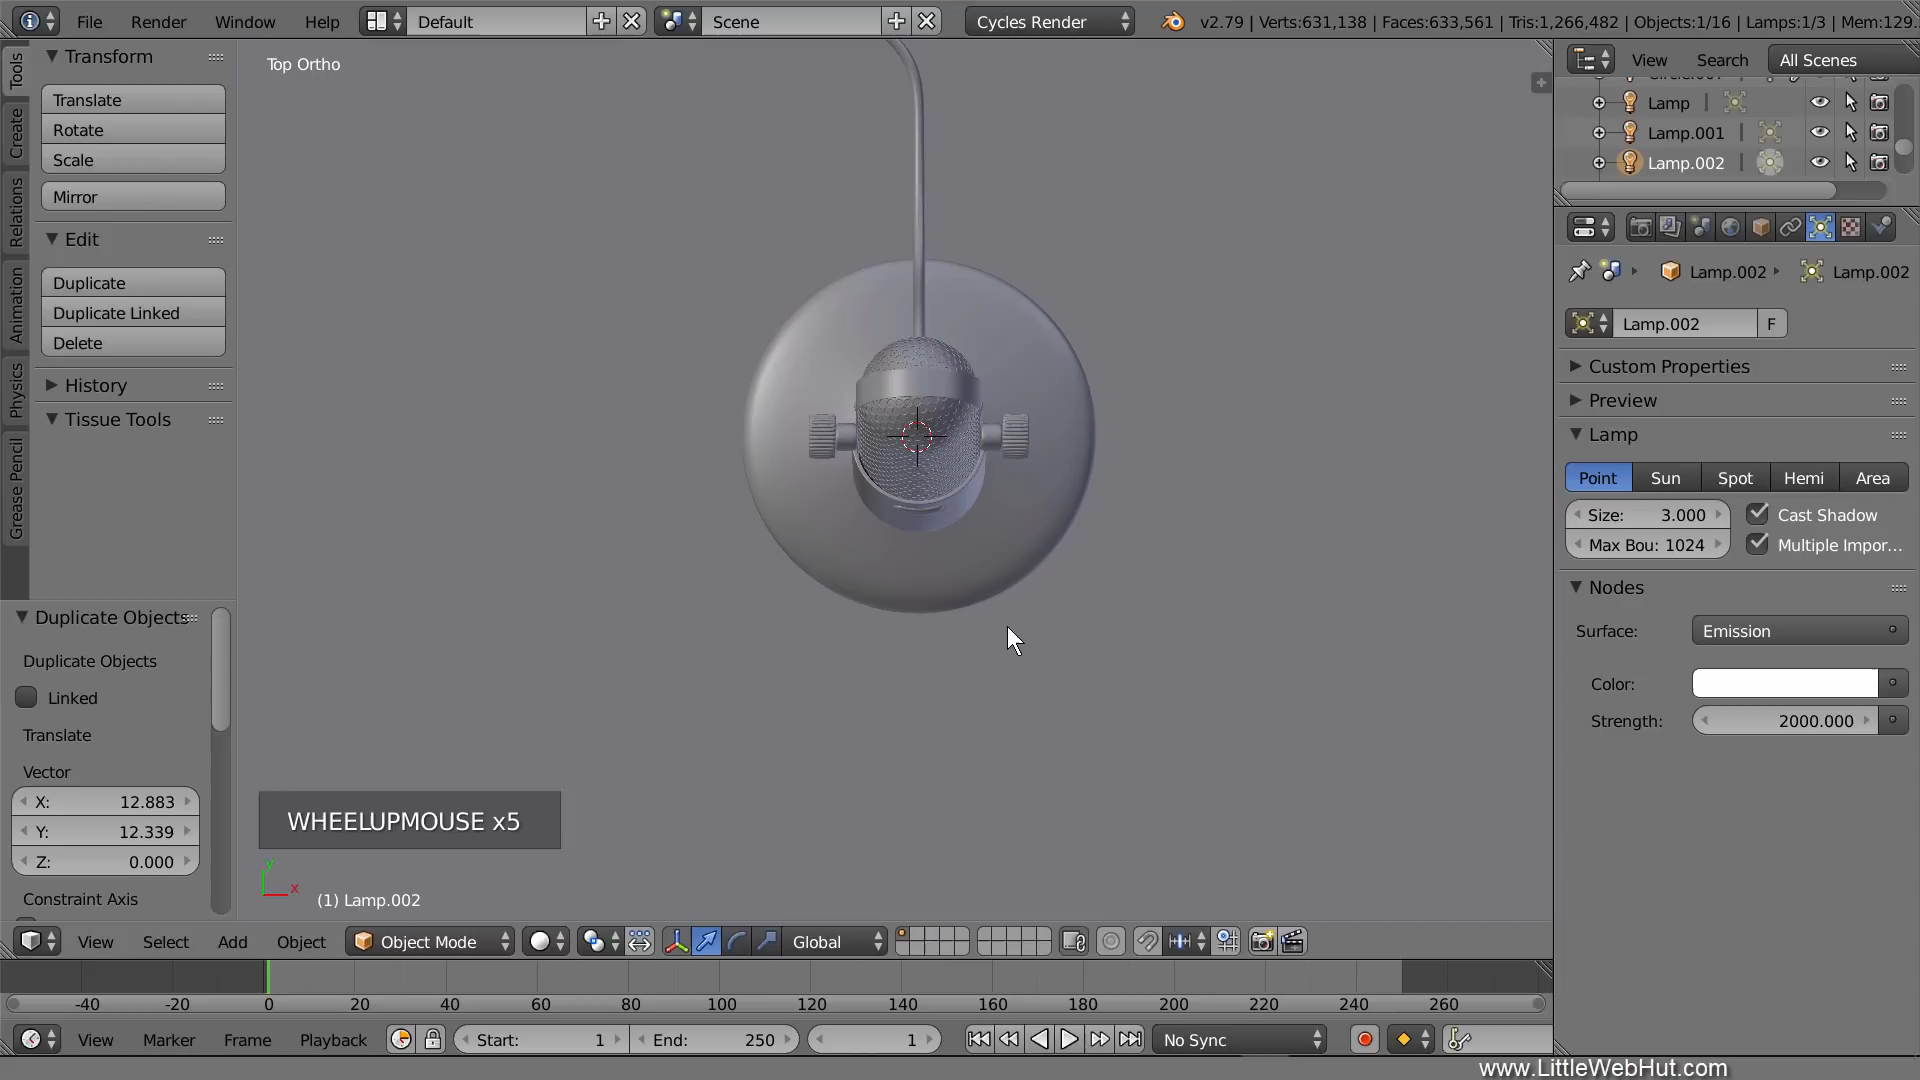 File Render Window Help Default Scene Cycles Render v2.79 | Verts:631,138 | Faces:633,561 | Tris:1,266,482 | Objects:1/16 | Lamps:1/3 | Mem:129.
Tools
Create
Relations
Animation
Physics
Grease Pencil
Transform
Translate
Rotate
Scale
Mirror
Edit
Duplicate
Duplicate Linked
Delete
History
Tissue Tools
Duplicate Objects
Duplicate Objects
Linked
Translate
Vector
X: 12.883
Y: 12.339
Z: 0.000
Constraint Axis
Top Ortho
WHEELUPMOUSE x5
y
x
(1) Lamp.002
View Search All Scenes
Lamp
Lamp.001
Lamp.002
Lamp.002 Lamp.002
Lamp.002 F
Custom Properties
Preview
Lamp
Point Sun Spot Hemi Area
Size: 3.000 Cast Shadow
Max Bou: 1024 Multiple Impor...
Nodes
Surface: Emission
Color:
Strength: 2000.000
View Select Add Object Object Mode Global
-40 -20 0 20 40 60 80 100 120 140 160 180 200 220 240 260
View Marker Frame Playback Start: 1 End: 250 1 No Sync
www.LittleWebHut.com